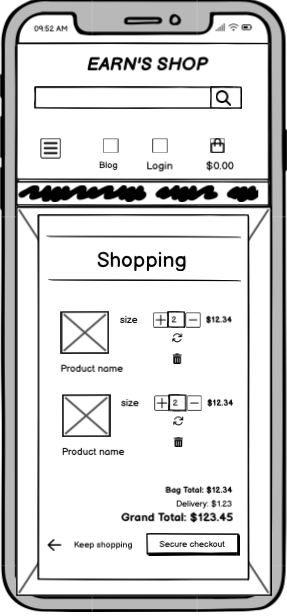 09:52 AM
EARN'S SHOP
Blog
Login
$0.00
Shopping
size
2
$12.34
Product name
size
2
$12.34
Product name
Bag Total: $12.34
Delivery: $1.23
Grand Total: $123.45
Keep shopping
Secure checkout